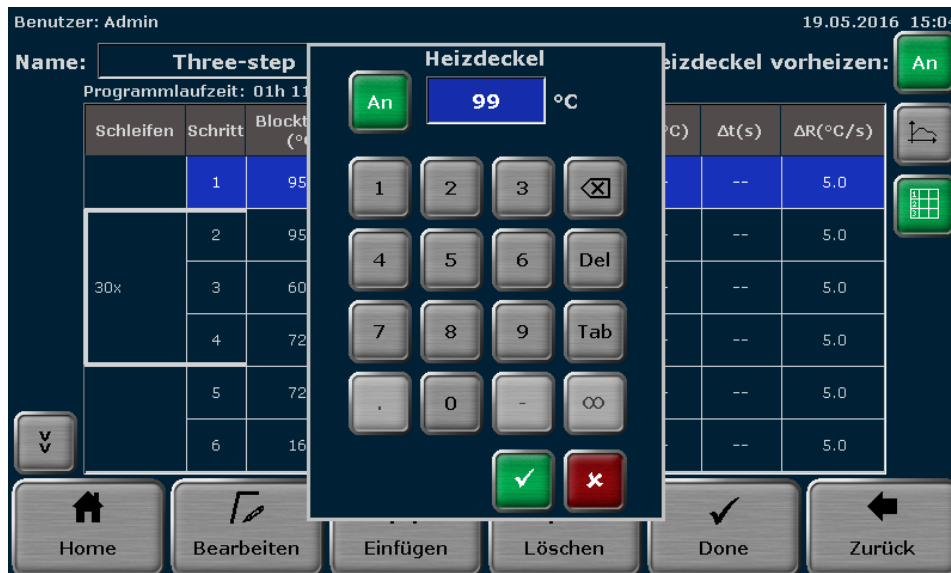 Benutzer: Admin 19.05.2016 15:04
Name: Three-step eizdeckel vorheizen: An
Programmlaufzeit: 01h 11
Schleifen Schritt Blockt (° °C) Δt(s) ΔR(°C/s)
1 95 -- 5.0
2 95 -- 5.0
30x 3 60 -- 5.0
4 72 -- 5.0
5 72 -- 5.0
6 16 -- 5.0
Heizdeckel
An 99 °C
1 2 3
4 5 6 Del
7 8 9 Tab
. 0 - ∞
Home Bearbeiten Einfügen Löschen Done Zurück